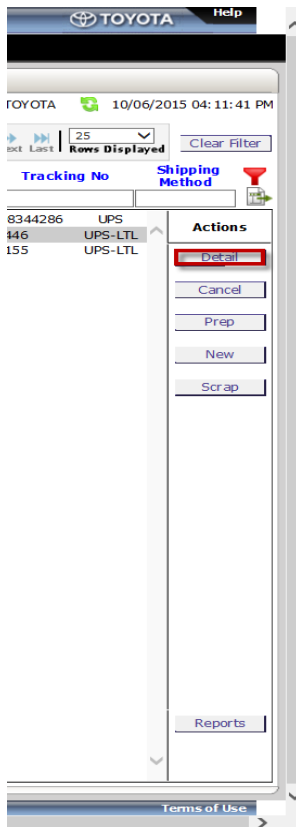 Help
TOYOTA
TOYOTA 10/06/2015 04:11:41 PM
ext Last 25 Rows Displayed Clear Filter
Tracking No Shipping Method
8344286 UPS
446 UPS-LTL
155 UPS-LTL
Actions
Detail
Cancel
Prep
New
Scrap
Reports
Terms of Use